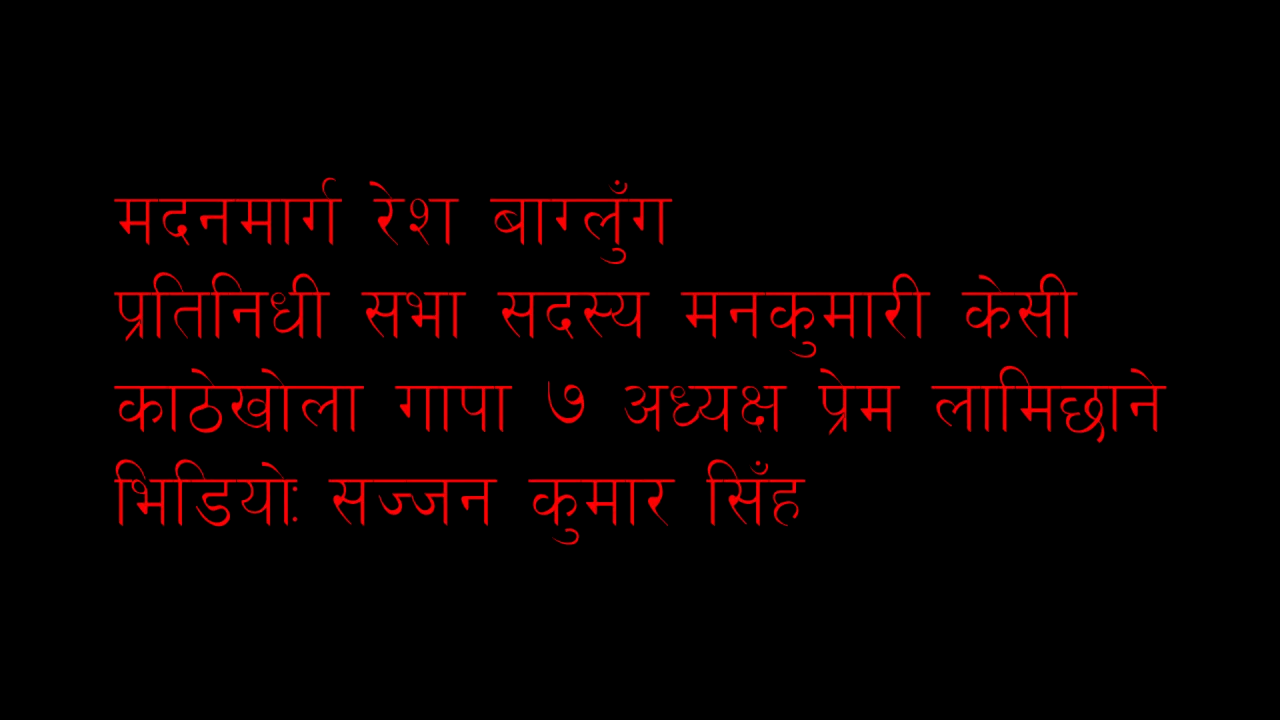 मदनमार्ग रेश बाग्लुँग
प्रतिनिधी सभा सदस्य मनकुमारी केसी
काठेखोला गापा ७ अध्यक्ष प्रेम लामिछाने
भिडियोः सज्जन कुमार सिँह